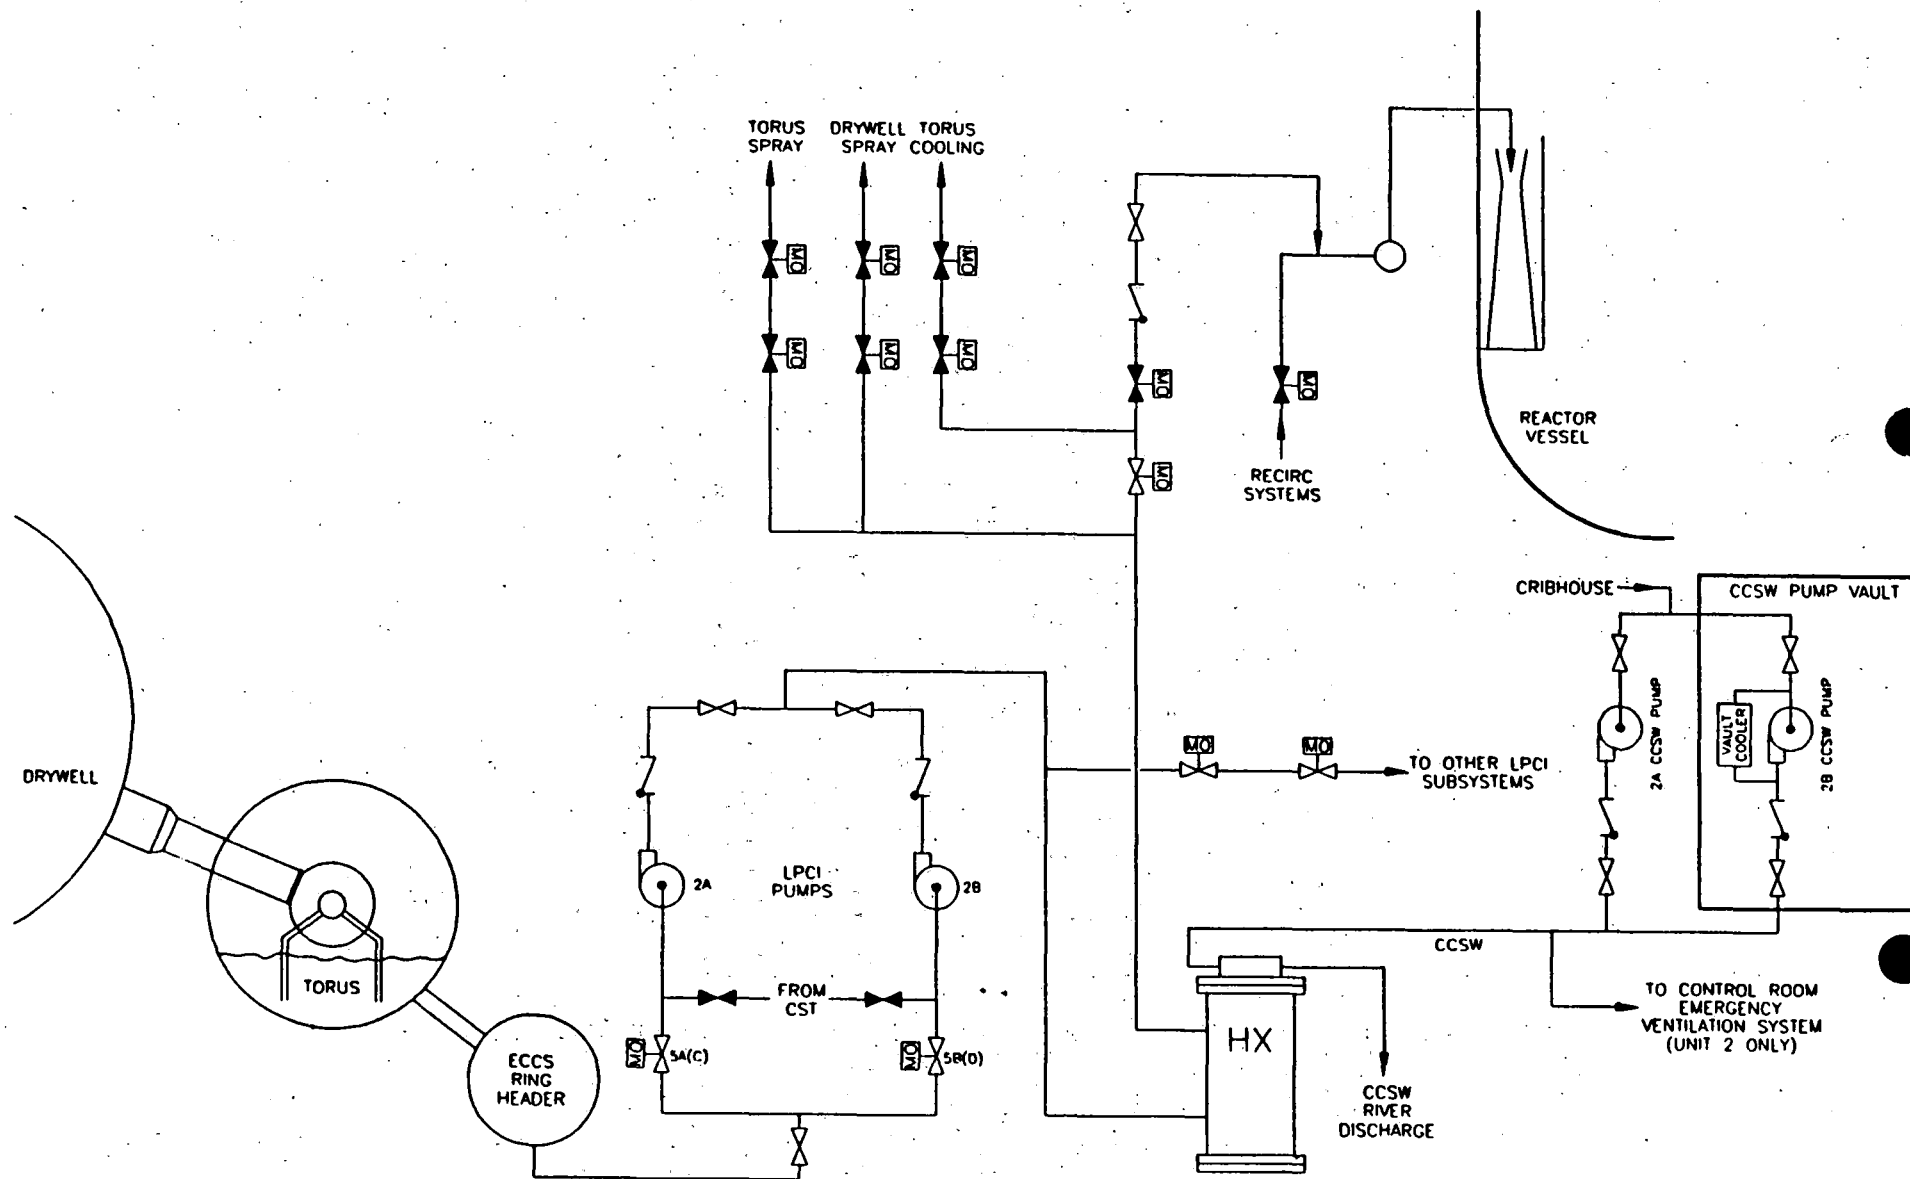 TORUS
SPRAY
DRYWELL
SPRAY
TORUS
COOLING
MO
MO
MO
MO
MO
MO
MO
MO
MO
RECIRC
SYSTEMS
REACTOR
VESSEL
CRIBHOUSE
CCSW PUMP VAULT
2A CCSW PUMP
VAULT
COOLER
2B CCSW PUMP
DRYWELL
MO
MO
TO OTHER LPCI
SUBSYSTEMS
2A
LPCI
PUMPS
2B
TORUS
FROM
CST
CCSW
TO CONTROL ROOM
EMERGENCY
VENTILATION SYSTEM
(UNIT 2 ONLY)
MO
5A(C)
MO
5B(D)
HX
ECCS
RING
HEADER
CCSW
RIVER
DISCHARGE